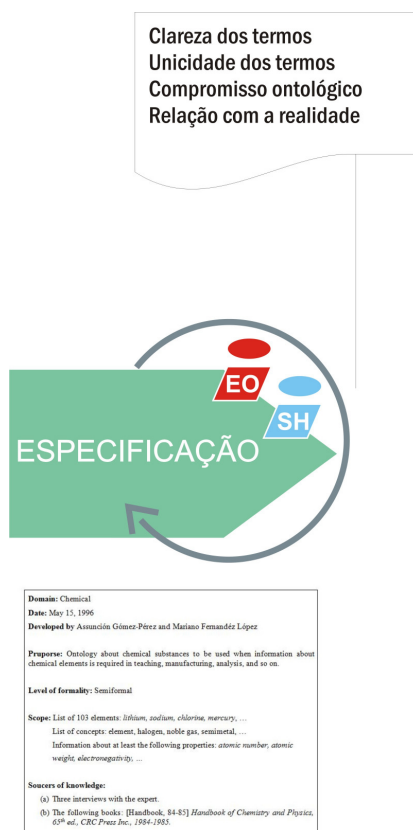 Clareza dos termos
Unicidade dos termos
Compromisso ontológico
Relação com a realidade
EO
SH
ESPECIFICAÇÃO
Domain: Chemical
Date: May 15, 1996
Developed by Assunción Gómez-Pérez and Mariano Fernandéz López
Pruporse: Ontology about chemical substances to be used when information about
chemical elements is required in teaching, manufacturing, analysis, and so on.
Level of formality: Semiformal
Scope: List of 103 elements: lithium, sodium, chlorine, mercury, …
List of concepts: element, halogen, noble gas, semimetal, …
Information about at least the following properties: atomic number, atomic
weight, electronegativity, …
Soucers of knowledge:
(a) Three interviews with the expert.
(b) The following books: [Handbook, 84-85] Handbook of Chemistry and Physics,
65th ed., CRC Press Inc., 1984-1985.